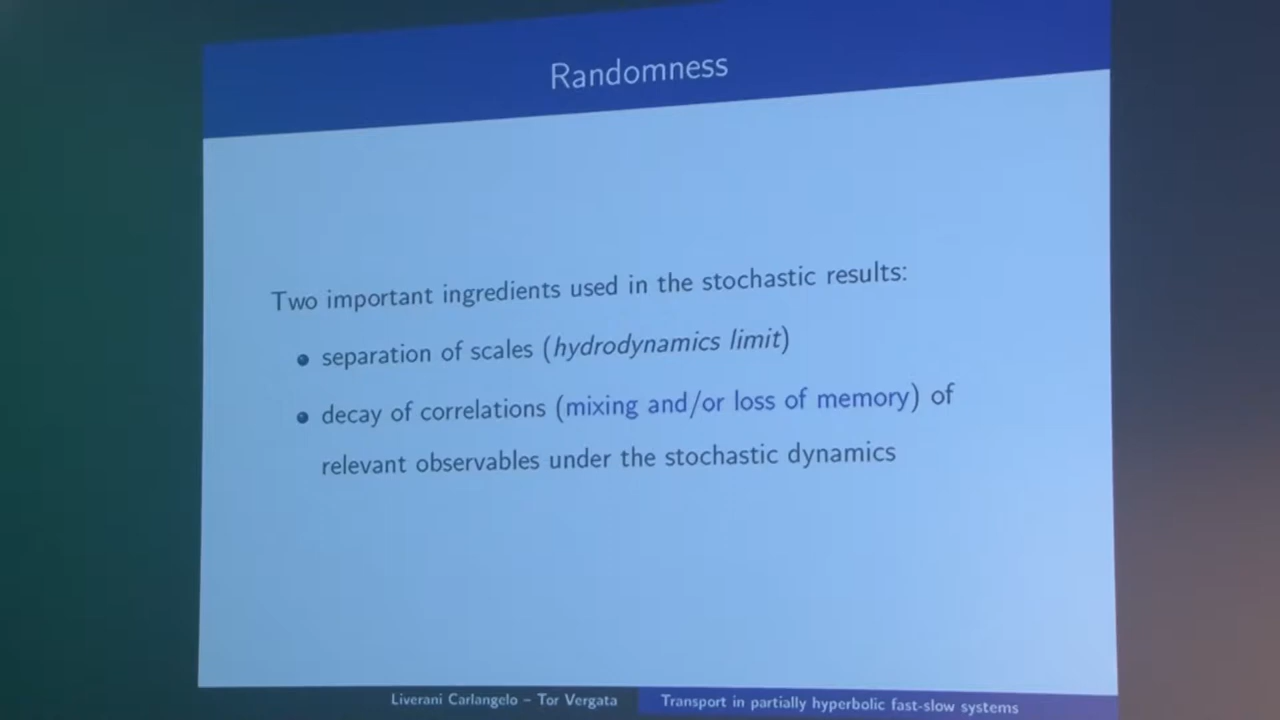 Randomness
Two important ingredients used in the stochastic results:
separation of scales (hydrodynamics limit)
decay of correlations (mixing and/or loss of memory) of
relevant observables under the stochastic dynamics
Liverani Carlangelo – Tor Vergata
Transport in partially hyperbolic fast-slow systems